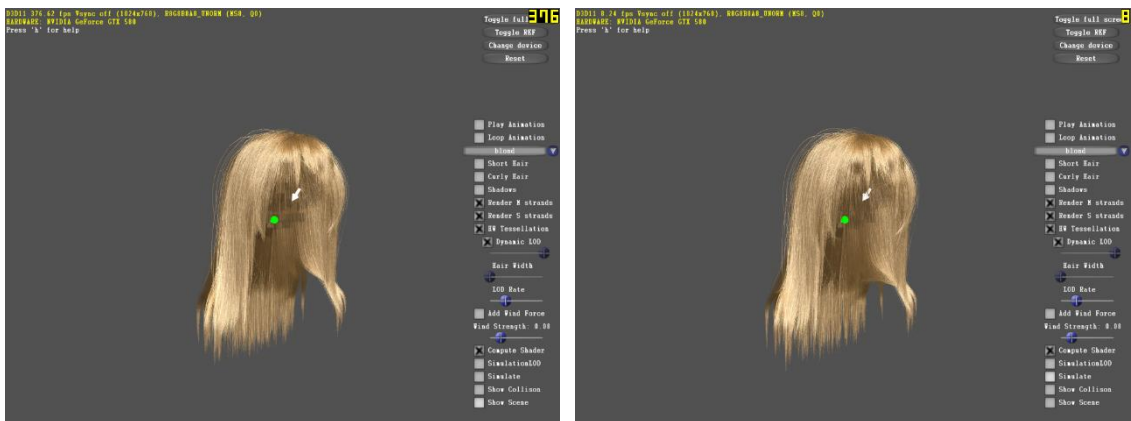 D3D11 376.62 fps Vsync off (1024x768), R8G8B8A8_UNORM (MS8, Q0)
HARDWARE: NVIDIA GeForce GTX 580
Press 'h' for help
376
Toggle full
Toggle REF
Change device
Reset
Play Animation
Loop Animation
blond
Short Hair
Curly Hair
Shadows
Render M strands
Render S strands
HW Tessellation
Dynamic LOD
Hair Width
LOD Rate
Add Wind Force
Wind Strength: 0.00
Compute Shader
SimulationLOD
Simulate
Show Collison
Show Scene
D3D11 8.24 fps Vsync off (1024x768), R8G8B8A8_UNORM (MS8, Q0)
HARDWARE: NVIDIA GeForce GTX 580
Press 'h' for help
8
Toggle full scree
Toggle REF
Change device
Reset
Play Animation
Loop Animation
blond
Short Hair
Curly Hair
Shadows
Render M strands
Render S strands
HW Tessellation
Dynamic LOD
Hair Width
LOD Rate
Add Wind Force
Wind Strength: 0.00
Compute Shader
SimulationLOD
Simulate
Show Collison
Show Scene